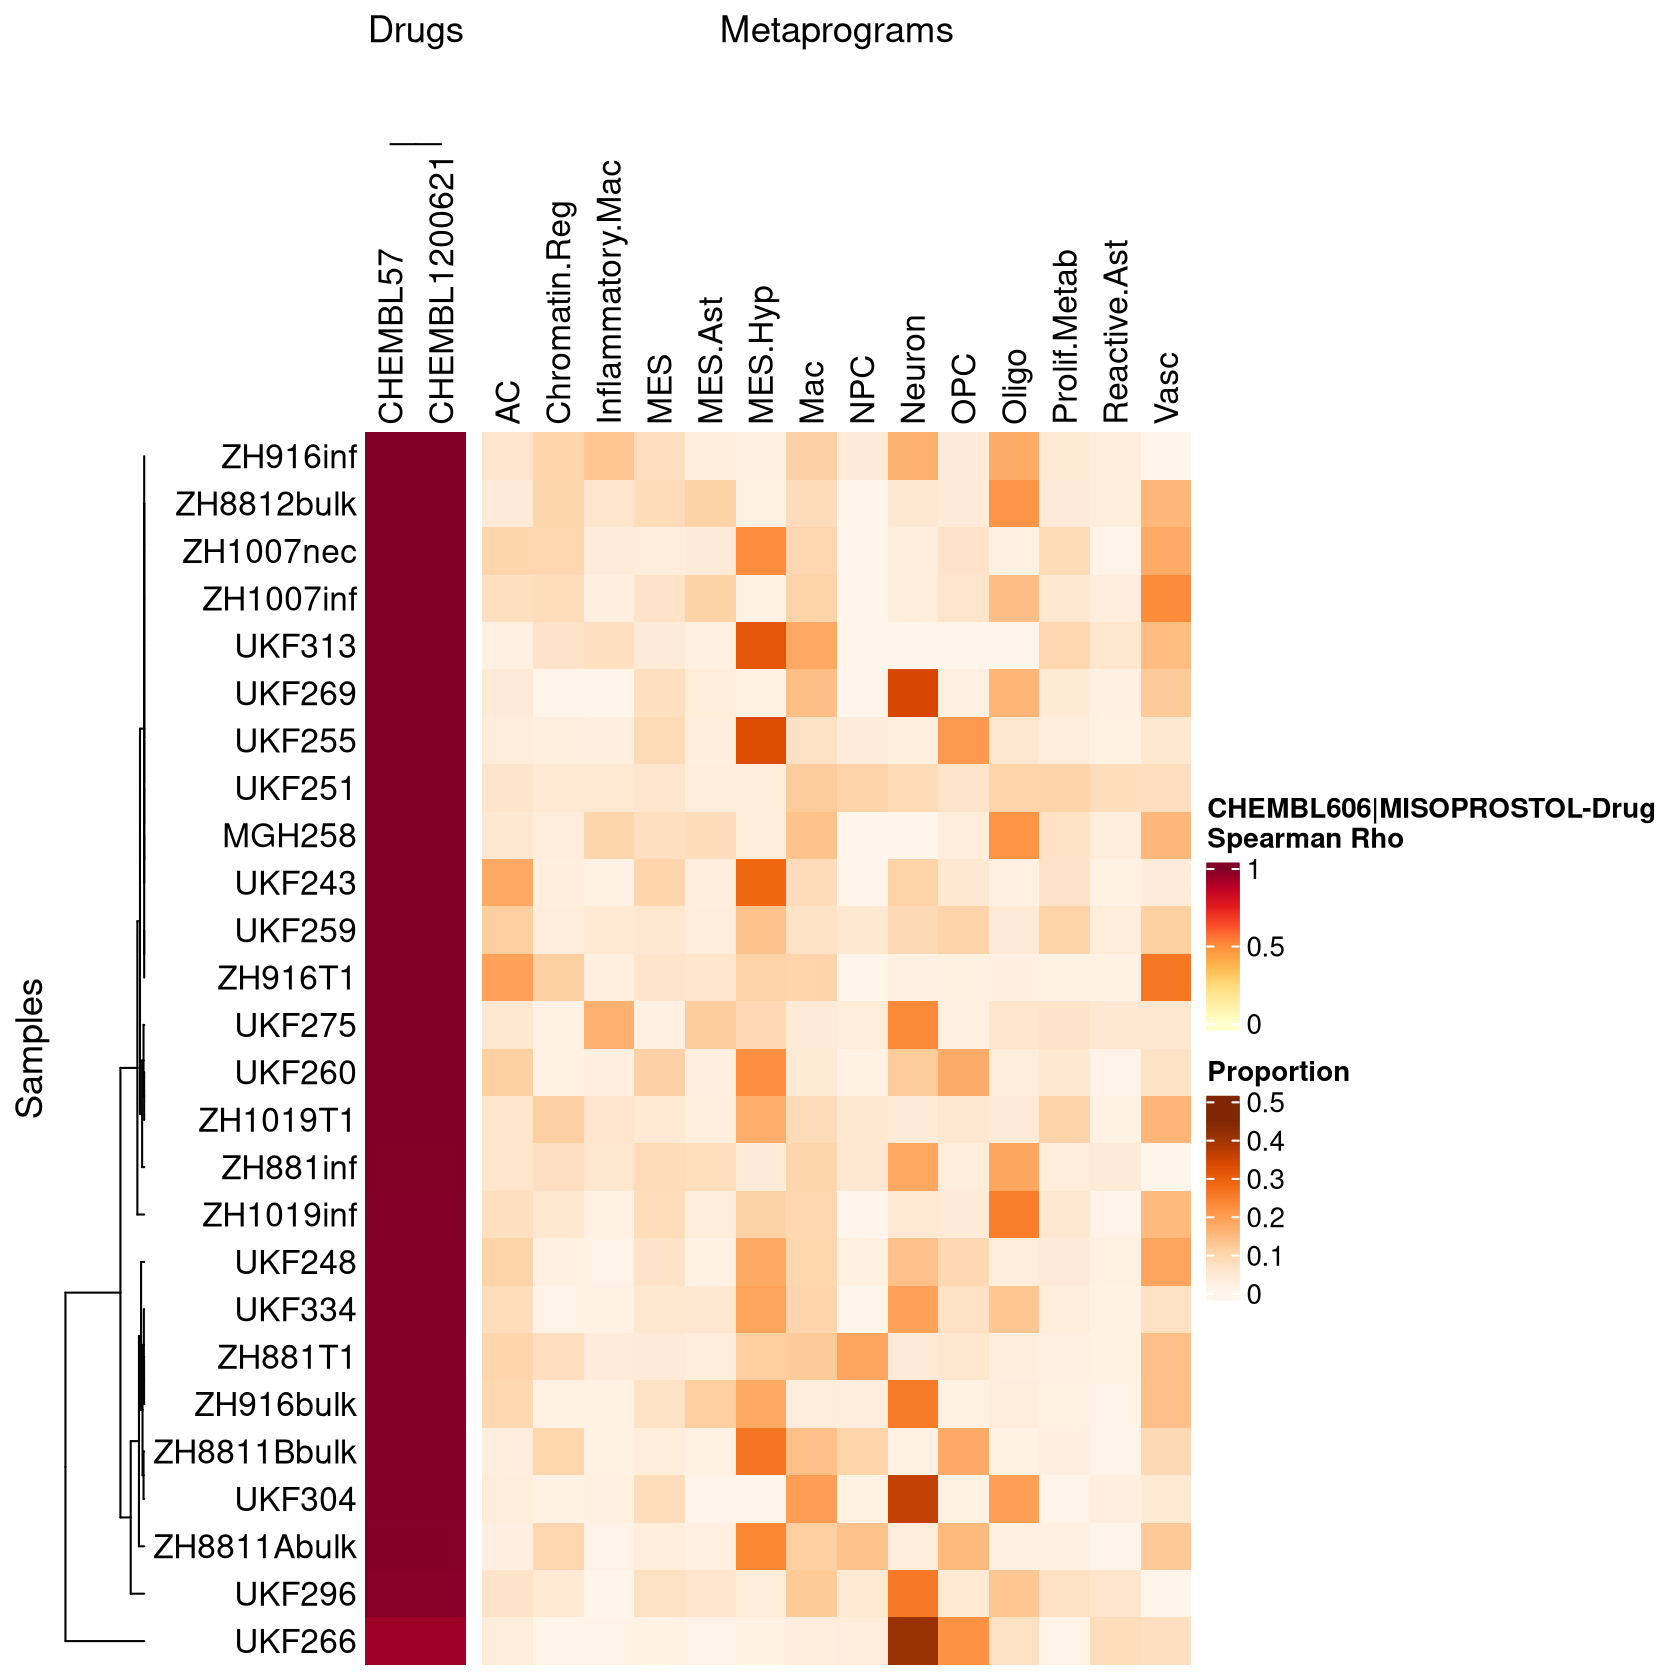 Drugs
Metaprograms
CHEMBL57
CHEMBL1200621
AC
Chromatin.Reg
Inflammatory.Mac
MES
MES.Ast
MES.Hyp
Mac
NPC
Neuron
OPC
Oligo
Prolif.Metab
Reactive.Ast
Vasc
Samples
ZH916inf
ZH8812bulk
ZH1007nec
ZH1007inf
UKF313
UKF269
UKF255
UKF251
MGH258
UKF243
UKF259
ZH916T1
UKF275
UKF260
ZH1019T1
ZH881inf
ZH1019inf
UKF248
UKF334
ZH881T1
ZH916bulk
ZH8811Bbulk
UKF304
ZH8811Abulk
UKF296
UKF266
CHEMBL606|MISOPROSTOL-Drug
Spearman Rho
1
0.5
0
Proportion
0.5
0.4
0.3
0.2
0.1
0